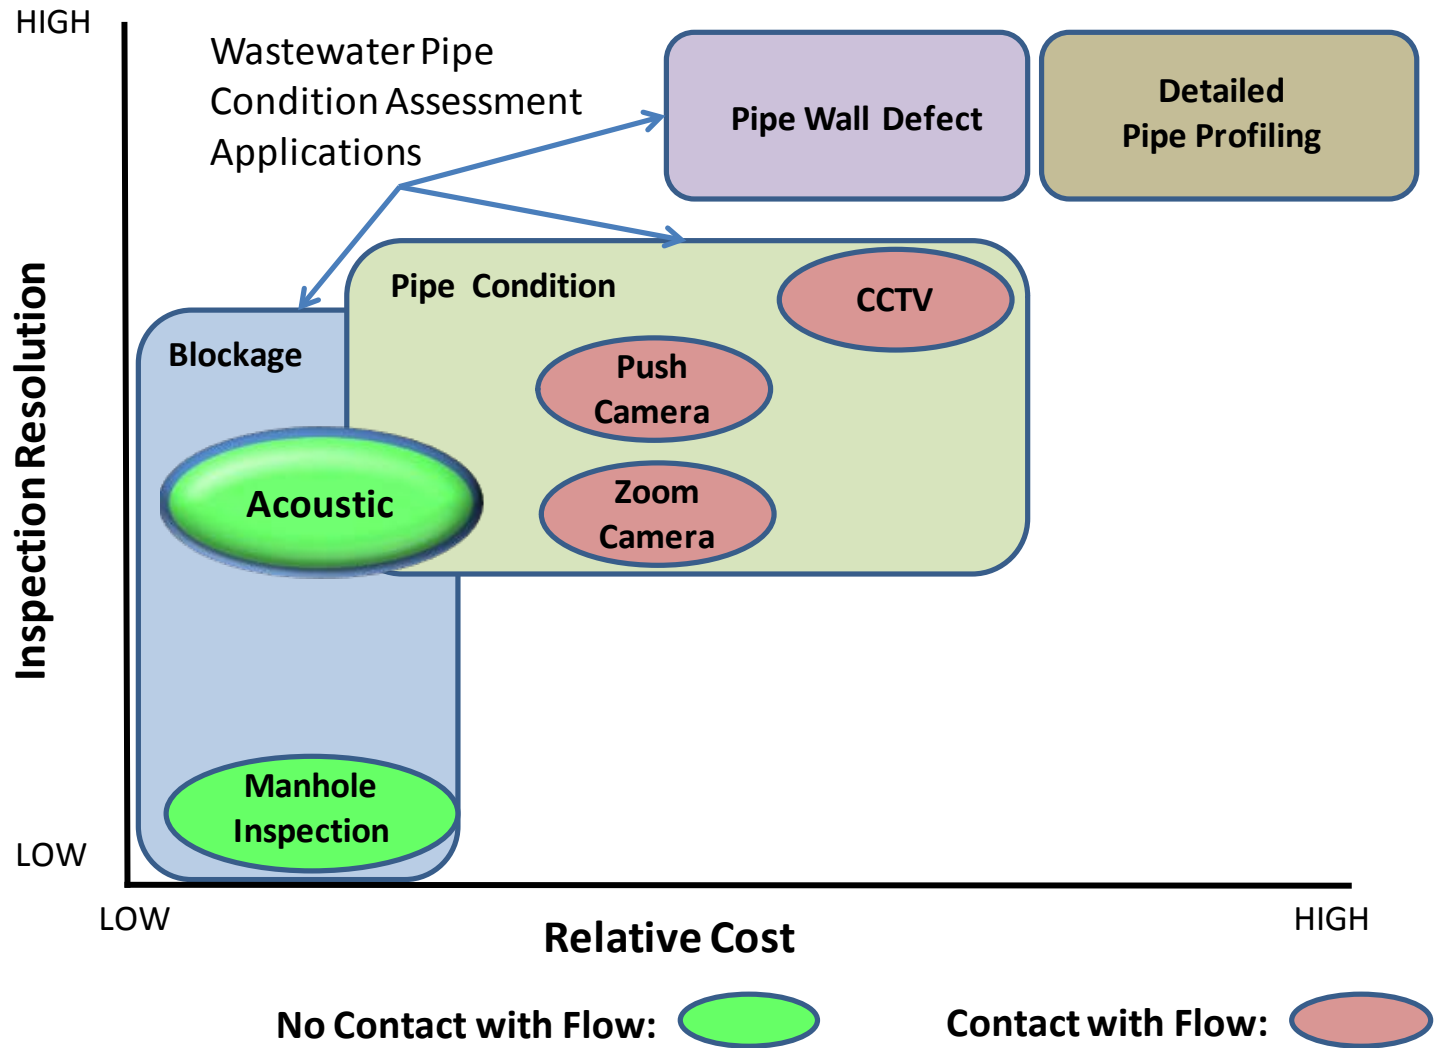 HIGH
Wastewater Pipe
Condition Assessment
Applications
Pipe Wall Defect
Detailed
Pipe Profiling
Pipe Condition
CCTV
Blockage
Push
Camera
Acoustic
Zoom
Camera
Inspection Resolution
Manhole
Inspection
LOW
LOW
HIGH
Relative Cost
No Contact with Flow:
Contact with Flow: